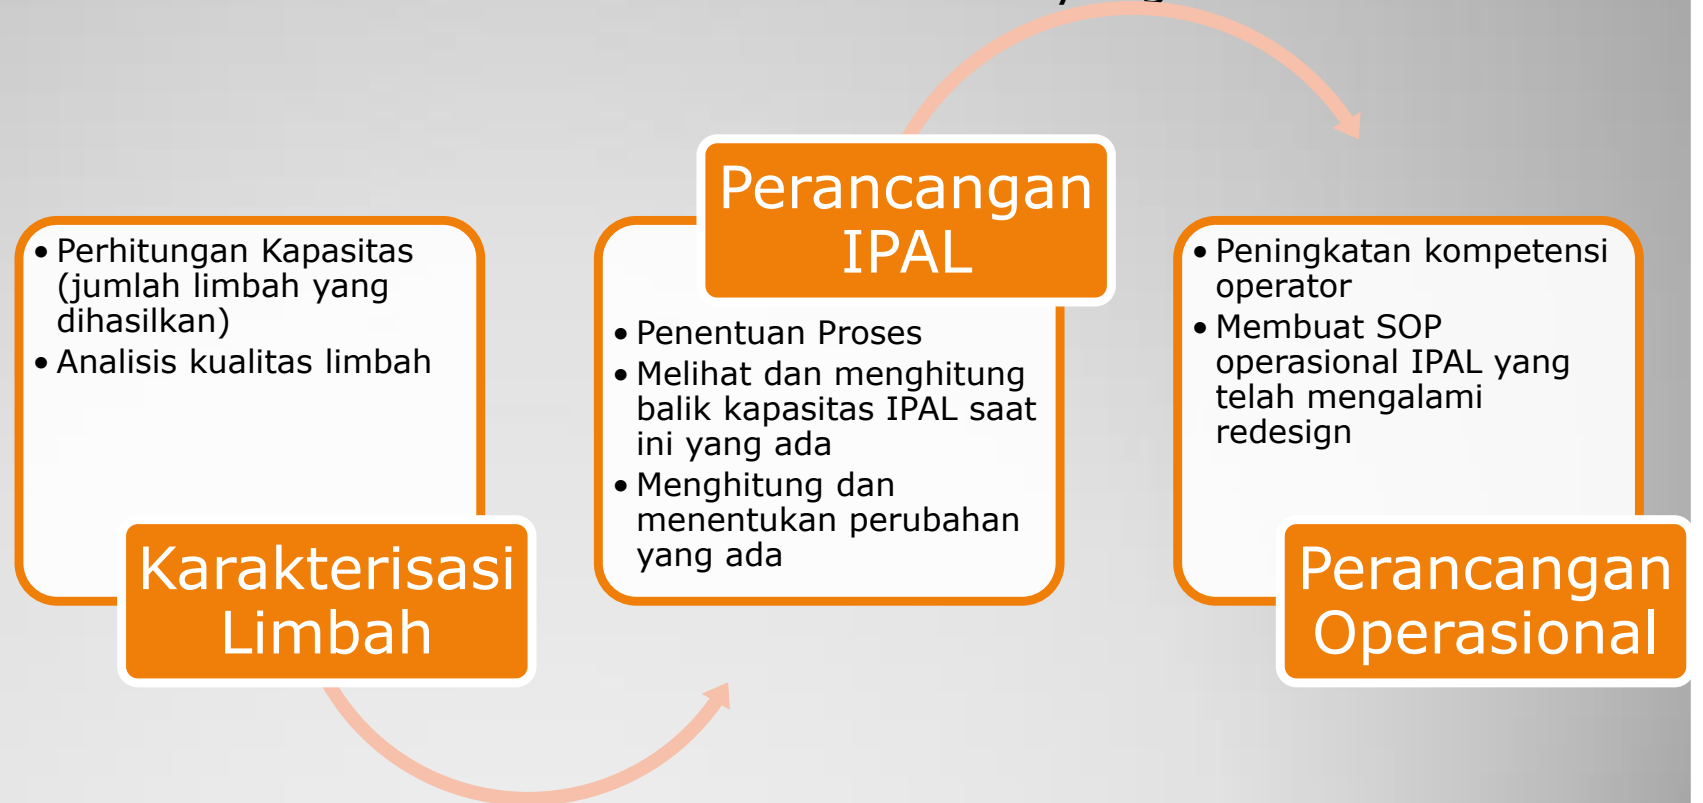 • Perhitungan Kapasitas
(jumlah limbah yang
dihasilkan)
• Analisis kualitas limbah
Karakterisasi
Limbah
Perancangan
IPAL
• Penentuan Proses
• Melihat dan menghitung
balik kapasitas IPAL saat
ini yang ada
• Menghitung dan
menentukan perubahan
yang ada
• Peningkatan kompetensi
operator
• Membuat SOP
operasional IPAL yang
telah mengalami
redesign
Perancangan
Operasional